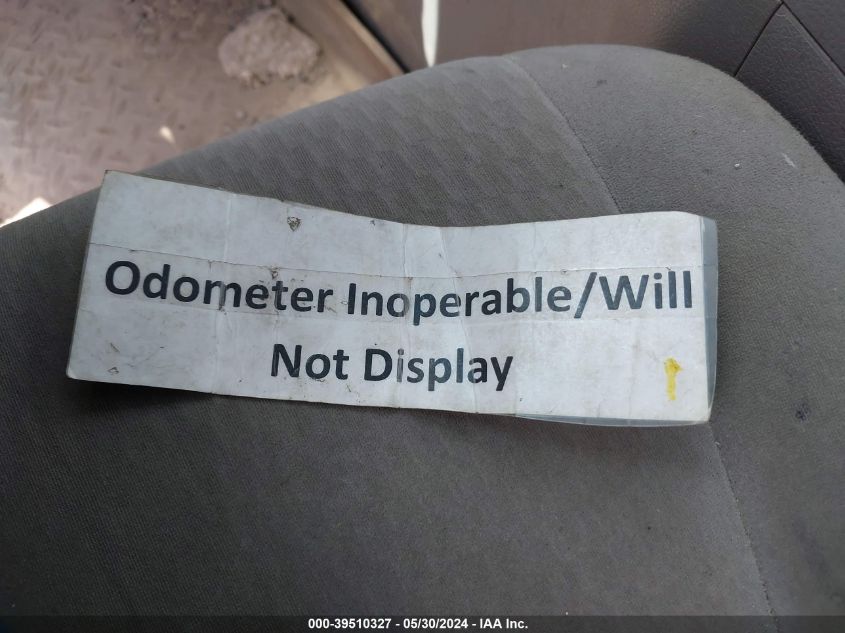 Odometer Inoperable/Will
Not Display
000-39510327 - 05/30/2024 - IAA Inc.